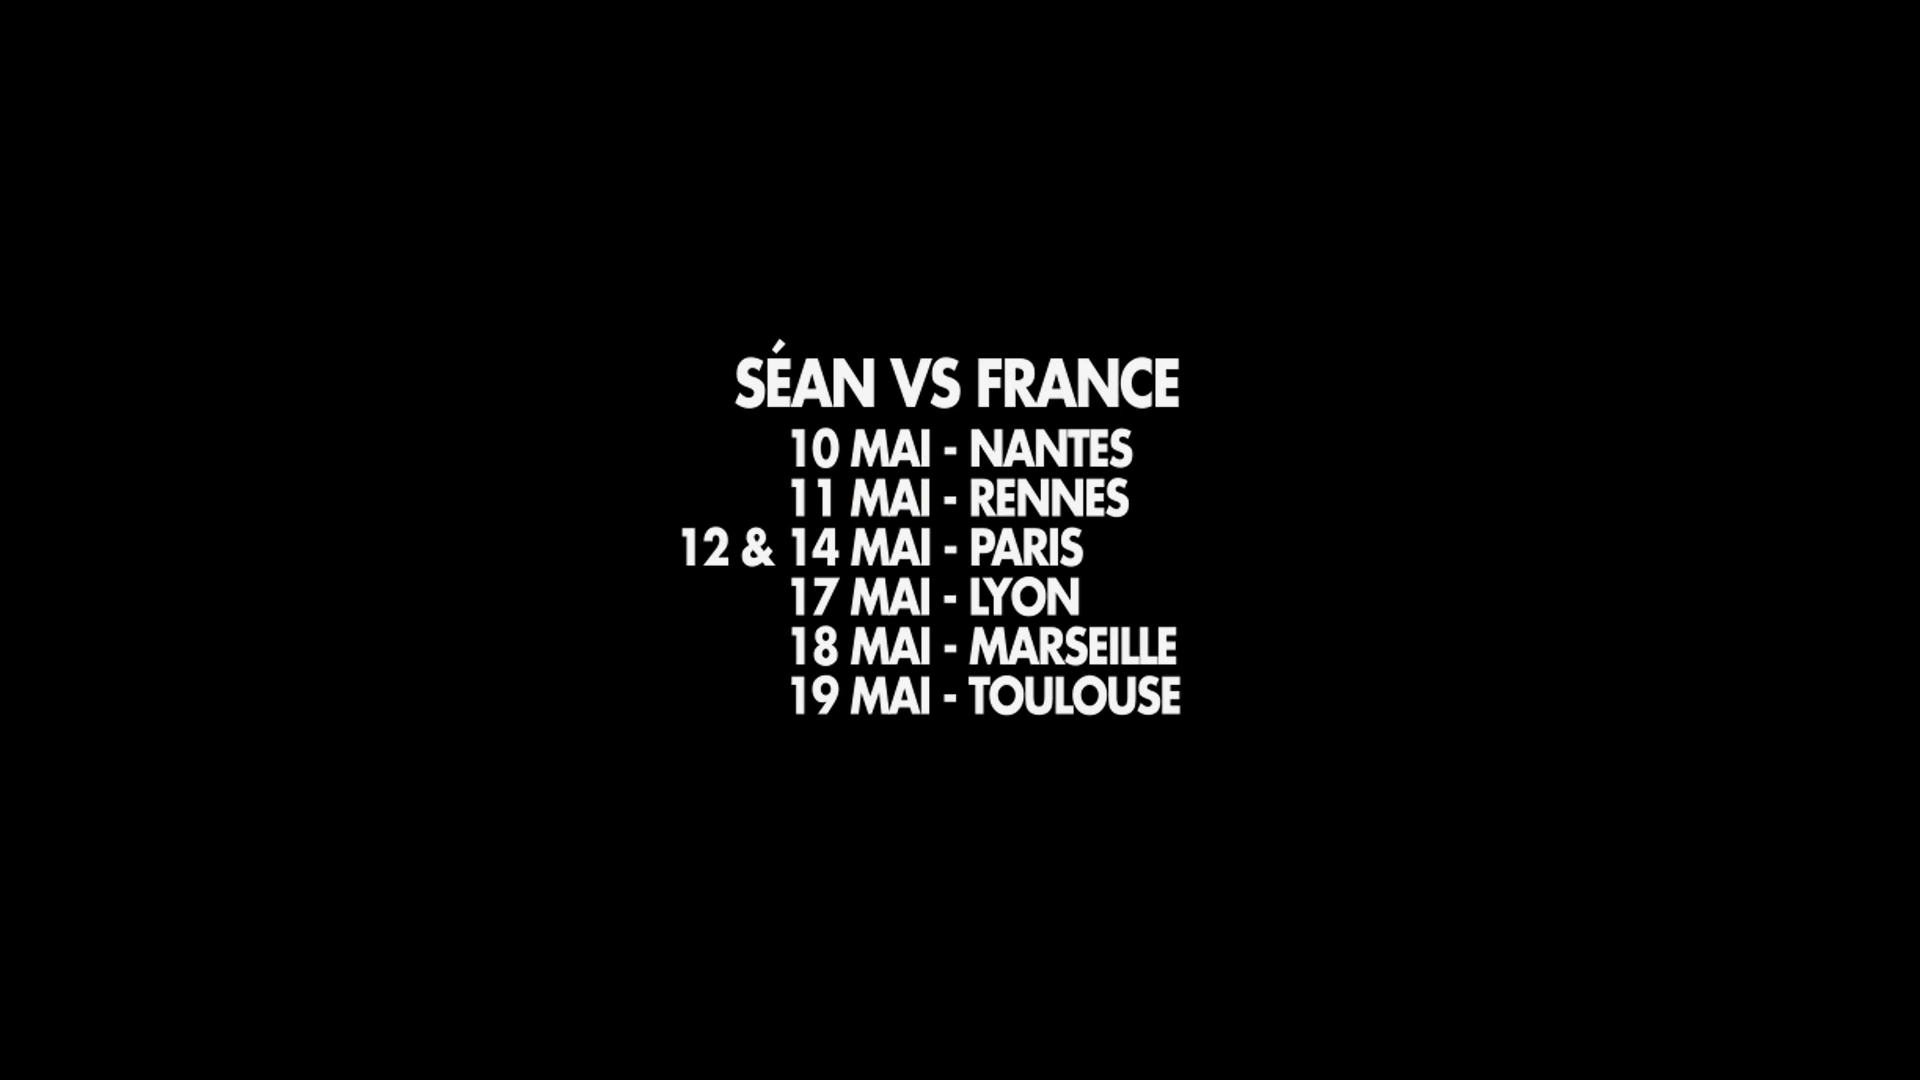 SÉAN VS FRANCE
10 MAI - NANTES
11 MAI - RENNES
12 & 14 MAI - PARIS
17 MAI - LYON
18 MAI - MARSEILLE
19 MAI - TOULOUSE